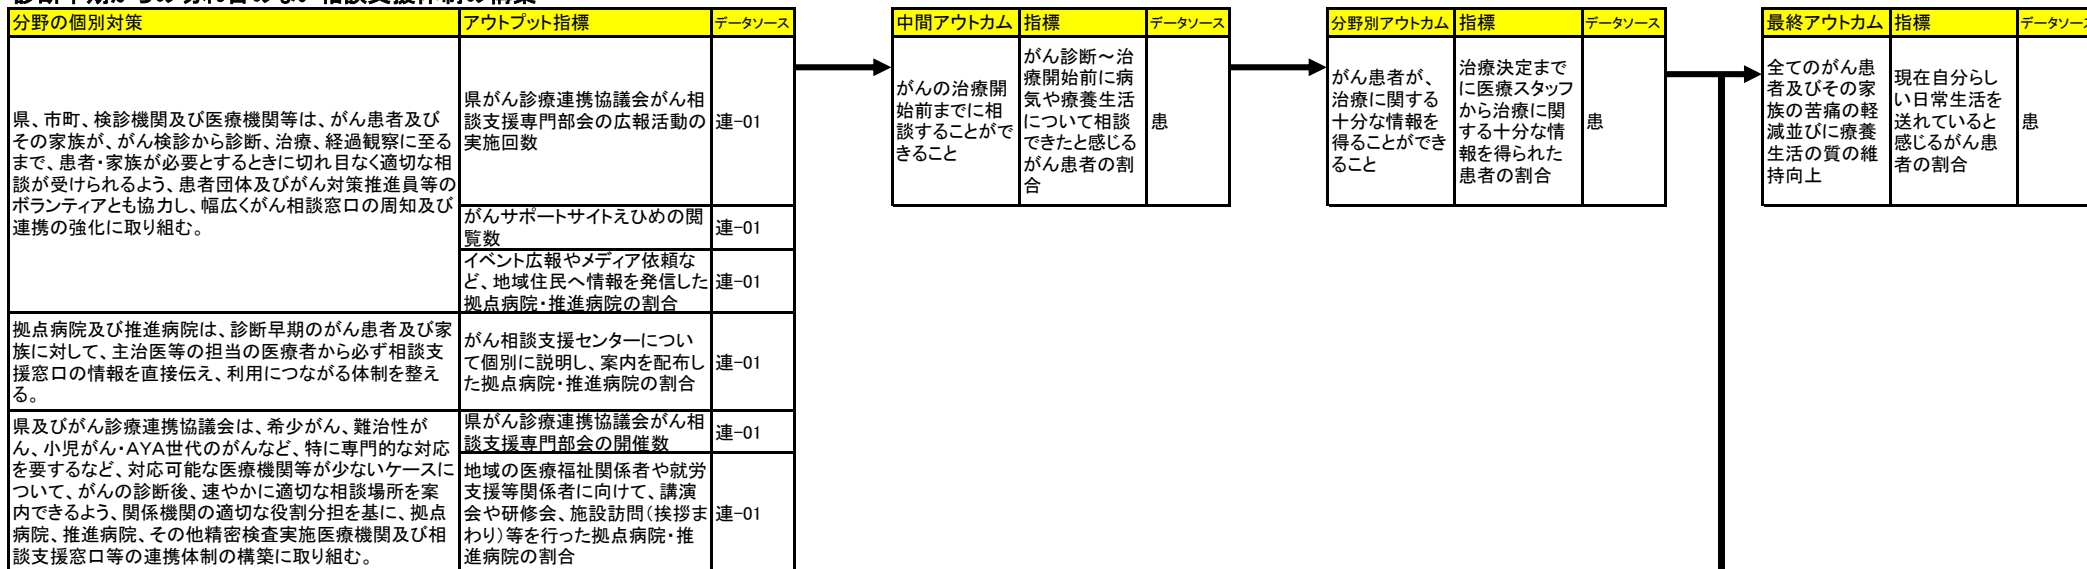 診断早期からの切れ目のない相談支援体制の構築
分野の個別対策
アウトプット指標
データソース
県、市町、検診機関及び医療機関等は、がん患者及び
その家族が、がん検診から診断、治療、経過観察に至る
まで、患者・家族が必要とするときに切れ目なく適切な相
談が受けられるよう、患者団体及びがん対策推進員等の
ボランティアとも協力し、幅広くがん相談窓口の周知及び
連携の強化に取り組む。
県がん診療連携協議会がん相
談支援専門部会の広報活動の
実施回数
連-01
がんサポートサイトえひめの閲
覧数
連-01
イベント広報やメディア依頼な
ど、地域住民へ情報を発信した
拠点病院・推進病院の割合
連-01
拠点病院及び推進病院は、診断早期のがん患者及び家
族に対して、主治医等の担当の医療者から必ず相談支
援窓口の情報を直接伝え、利用につながる体制を整え
る。
がん相談支援センターについ
て個別に説明し、案内を配布し
た拠点病院・推進病院の割合
連-01
県及びがん診療連携協議会は、希少がん、難治性が
ん、小児がん・AYA世代のがんなど、特に専門的な対応
を要するなど、対応可能な医療機関等が少ないケースに
ついて、がんの診断後、速やかに適切な相談場所を案
内できるよう、関係機関の適切な役割分担を基に、拠点
病院、推進病院、その他精密検査実施医療機関及び相
談支援窓口等の連携体制の構築に取り組む。
県がん診療連携協議会がん相
談支援専門部会の開催数
連-01
地域の医療福祉関係者や就労
支援等関係者に向けて、講演
会や研修会、施設訪問(挨拶ま
わり)等を行った拠点病院・推
進病院の割合
連-01
中間アウトカム
指標
データソース
がんの治療開
始前までに相
談することがで
きること
がん診断～治
療開始前に病
気や療養生活
について相談
できたと感じる
がん患者の割
合
患
分野別アウトカム
指標
データソース
がん患者が、
治療に関する
十分な情報を
得ることができ
ること
治療決定まで
に医療スタッフ
から治療に関
する十分な情
報を得られた
患者の割合
患
最終アウトカム
指標
データソース
全てのがん患
者及びその家
族の苦痛の軽
減並びに療養
生活の質の維
持向上
現在自分らし
い日常生活を
送れていると
感じるがん患
者の割合
患